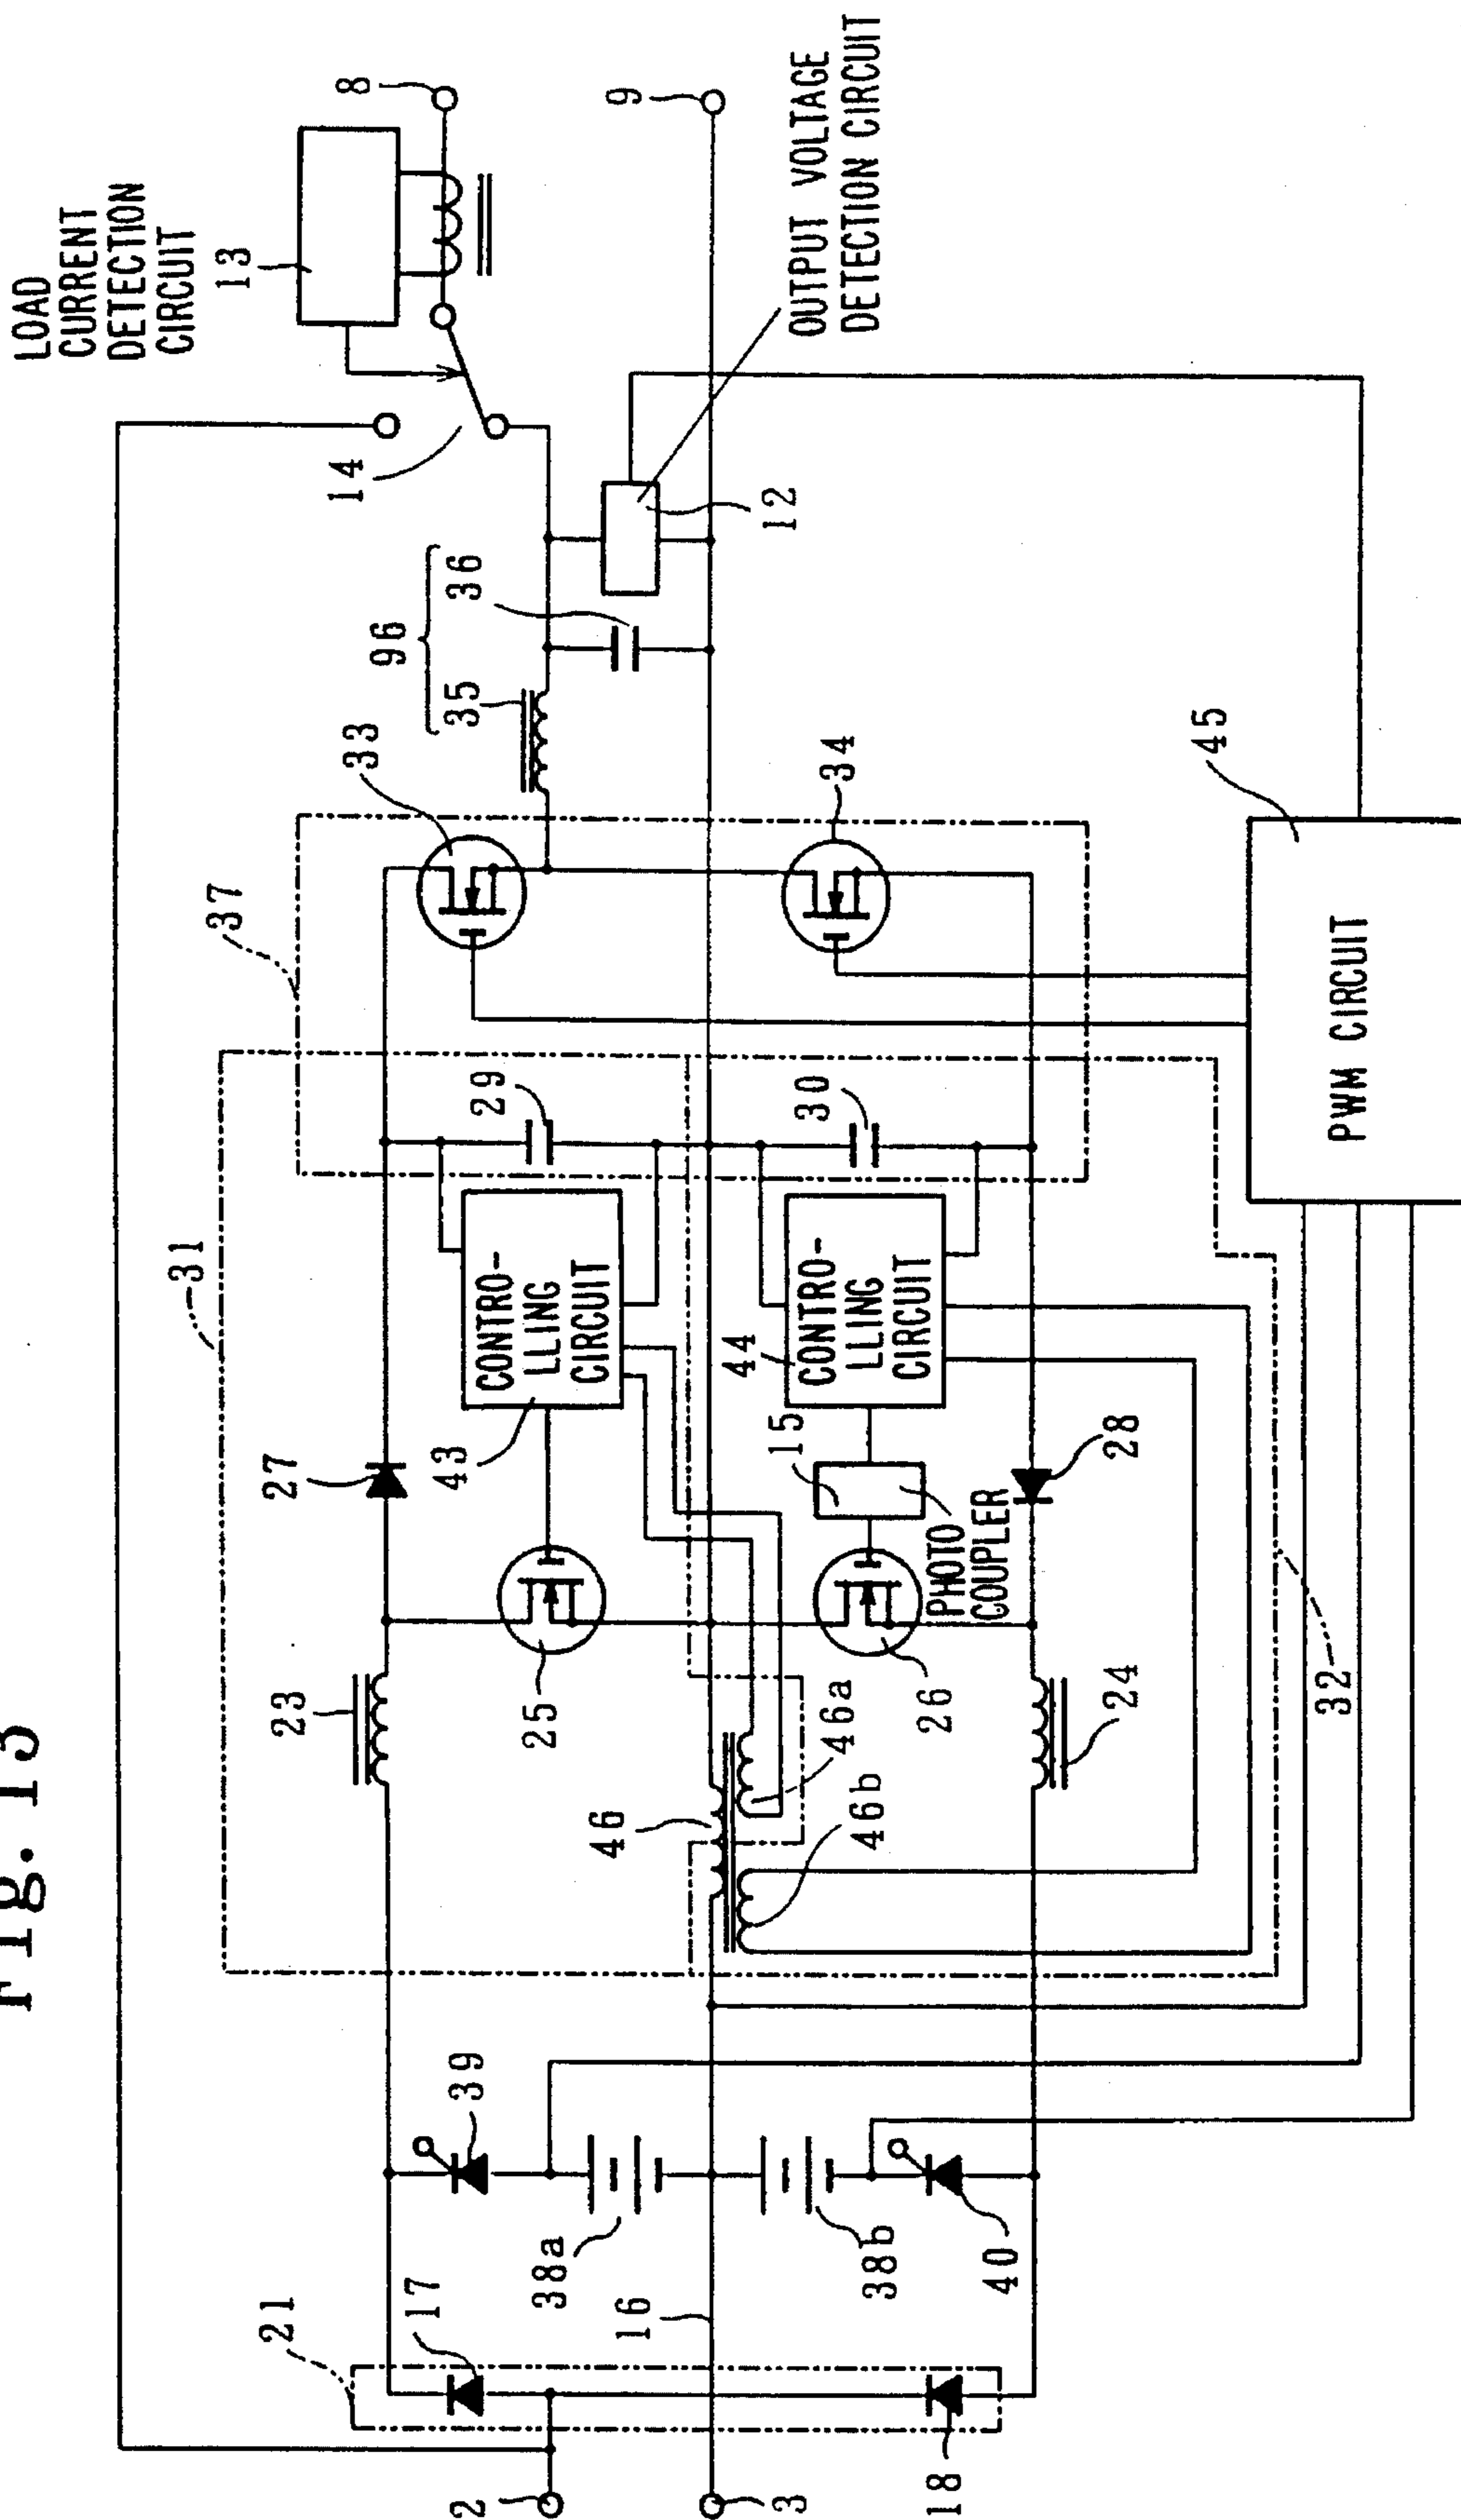 Fig. 13
LOAD
CURRENT
DETECTION
CIRCUIT
13
8
14
9
OUTPUT VOLTAGE
DETECTION CIRCUIT
12
96
35
36
33
34
37
45
PWM CIRCUIT
31
29
30
27
43
CONTRO-
LLING
CIRCUIT
44
CONTRO-
LLING
CIRCUIT
15
PHOTO
COUPLER
28
23
25
26
24
46
46a
46b
32
39
38a
38b
40
21
17
16
18
2
3